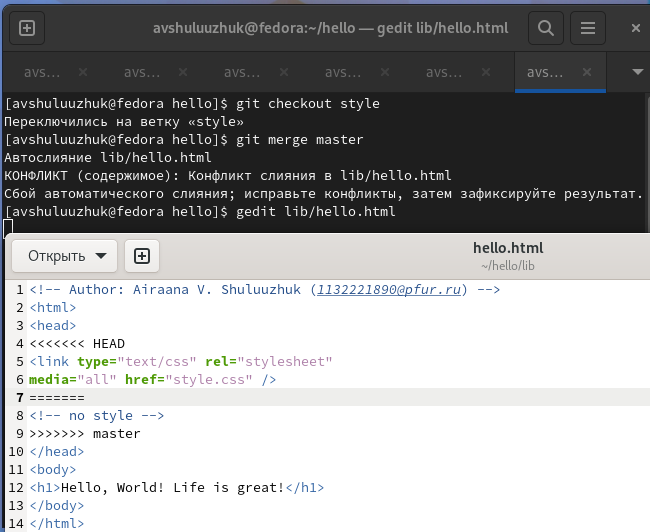 avshuluuzhuk@fedora:~/hello — gedit lib/hello.html
avs...
avs...
avs...
avs...
avs...
avs...
[avshuluuzhuk@fedora hello]$ git checkout style
Переключились на ветку «style»
[avshuluuzhuk@fedora hello]$ git merge master
Автослияние lib/hello.html
КОНФЛИКТ (содержимое): Конфликт слияния в lib/hello.html
Сбой автоматического слияния; исправьте конфликты, затем зафиксируйте результат.
[avshuluuzhuk@fedora hello]$ gedit lib/hello.html
Открыть
hello.html
~/hello/lib
1 <!-- Author: Airaana V. Shuluuzhuk (1132221890@pfur.ru) -->
2 <html>
3 <head>
4 <<<<<<< HEAD
5 <link type="text/css" rel="stylesheet"
6 media="all" href="style.css" />
7 =======
8 <!-- no style -->
9 >>>>>>> master
10 </head>
11 <body>
12 <h1>Hello, World! Life is great!</h1>
13 </body>
14 </html>